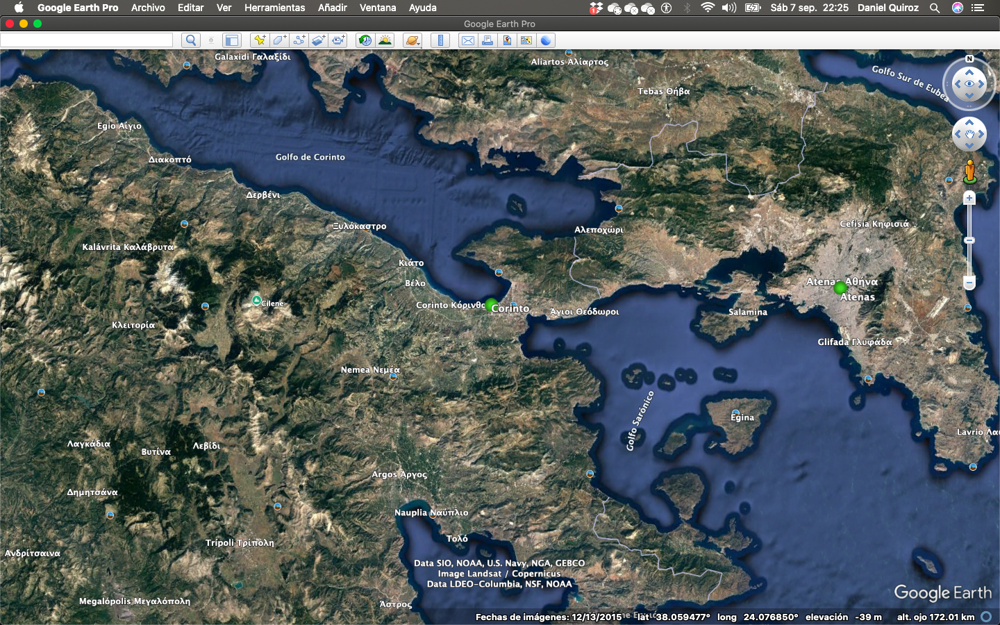 Google Earth Pro Archivo Editar Ver Herramientas Añadir Ventana Ayuda 1 Sáb 7 sep. 22:25 Daniel Quiroz
Google Earth Pro
Galaxidi Γαλαξίδι
Alíartos Αλίαρτος
Golfo Sur de Eubea
N
Tebas Θήβα
Egio Αίγιο
Golfo de Corinto
Διακοπτό
Δερβένι
Ξυλόκαστρο
Αλεποχώρι
Cefisia Κηφισιά
Kalávrita Καλάβρυτα
Κιάτο
Βέλο
Atenas Αθήνα
Atenas
Cilene
Corinto Κόρινθο
Corinto
Άγιοι Θεόδωροι
Salamina
Κλειτορία
Glifada Γλυφάδα
Nemea Νεμέα
Golfo Sarónico
Egina
Lavrio Λαυ
Λαγκάδια
Βυτίνα
Λεβίδι
Argos Άργος
Δημητσάνα
Nauplia Ναύπλιο
Τολό
Trípoli Τρίπολη
Ανδρίτσαινα
Data SIO, NOAA, U.S. Navy, NGA, GEBCO
Image Landsat / Copernicus
Data LDEO-Columbia, NSF, NOAA
Google Earth
Megalópolis Μεγαλόπολη
Άστρος
Fechas de imágenes: 12/13/2015 lat 38.059477° long 24.076850° elevación -39 m alt. ojo 172.01 km